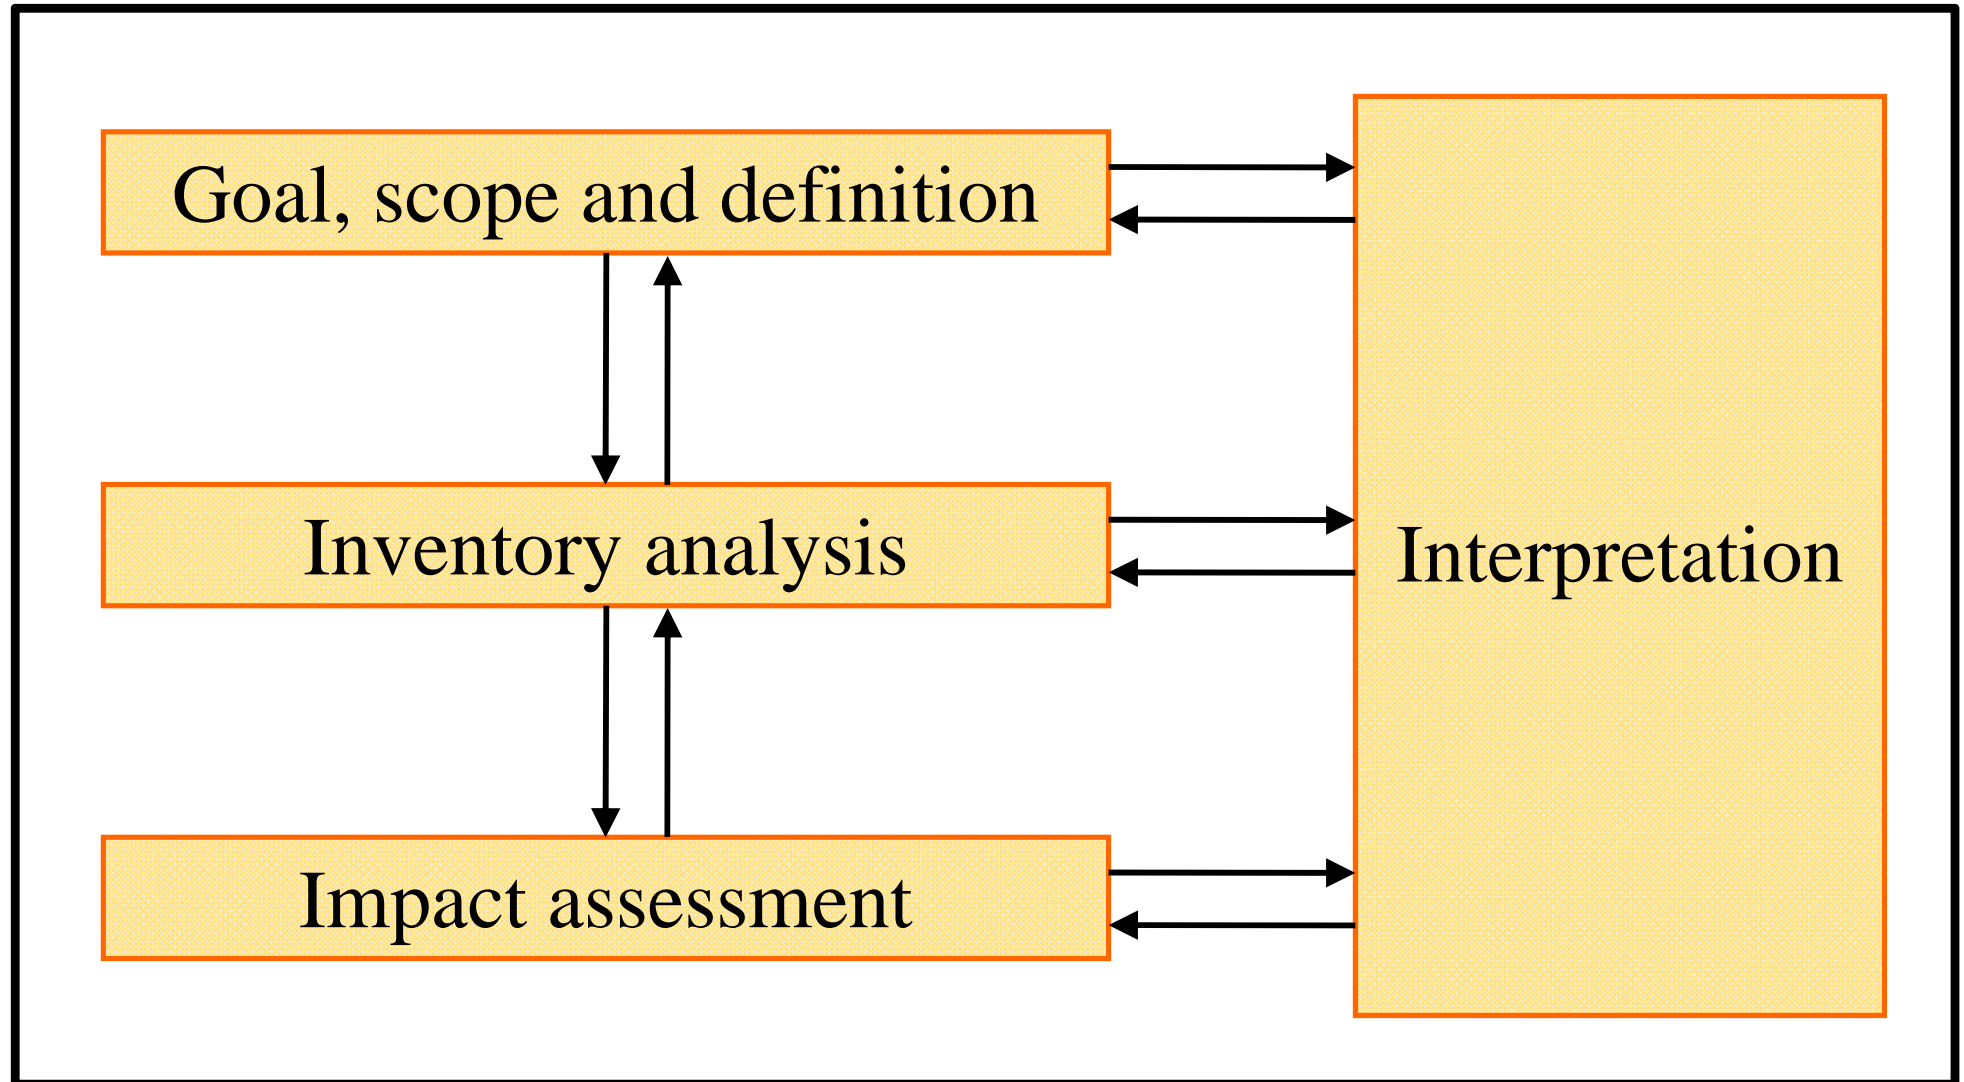 Goal, scope and definition
Inventory analysis
Interpretation
Impact assessment